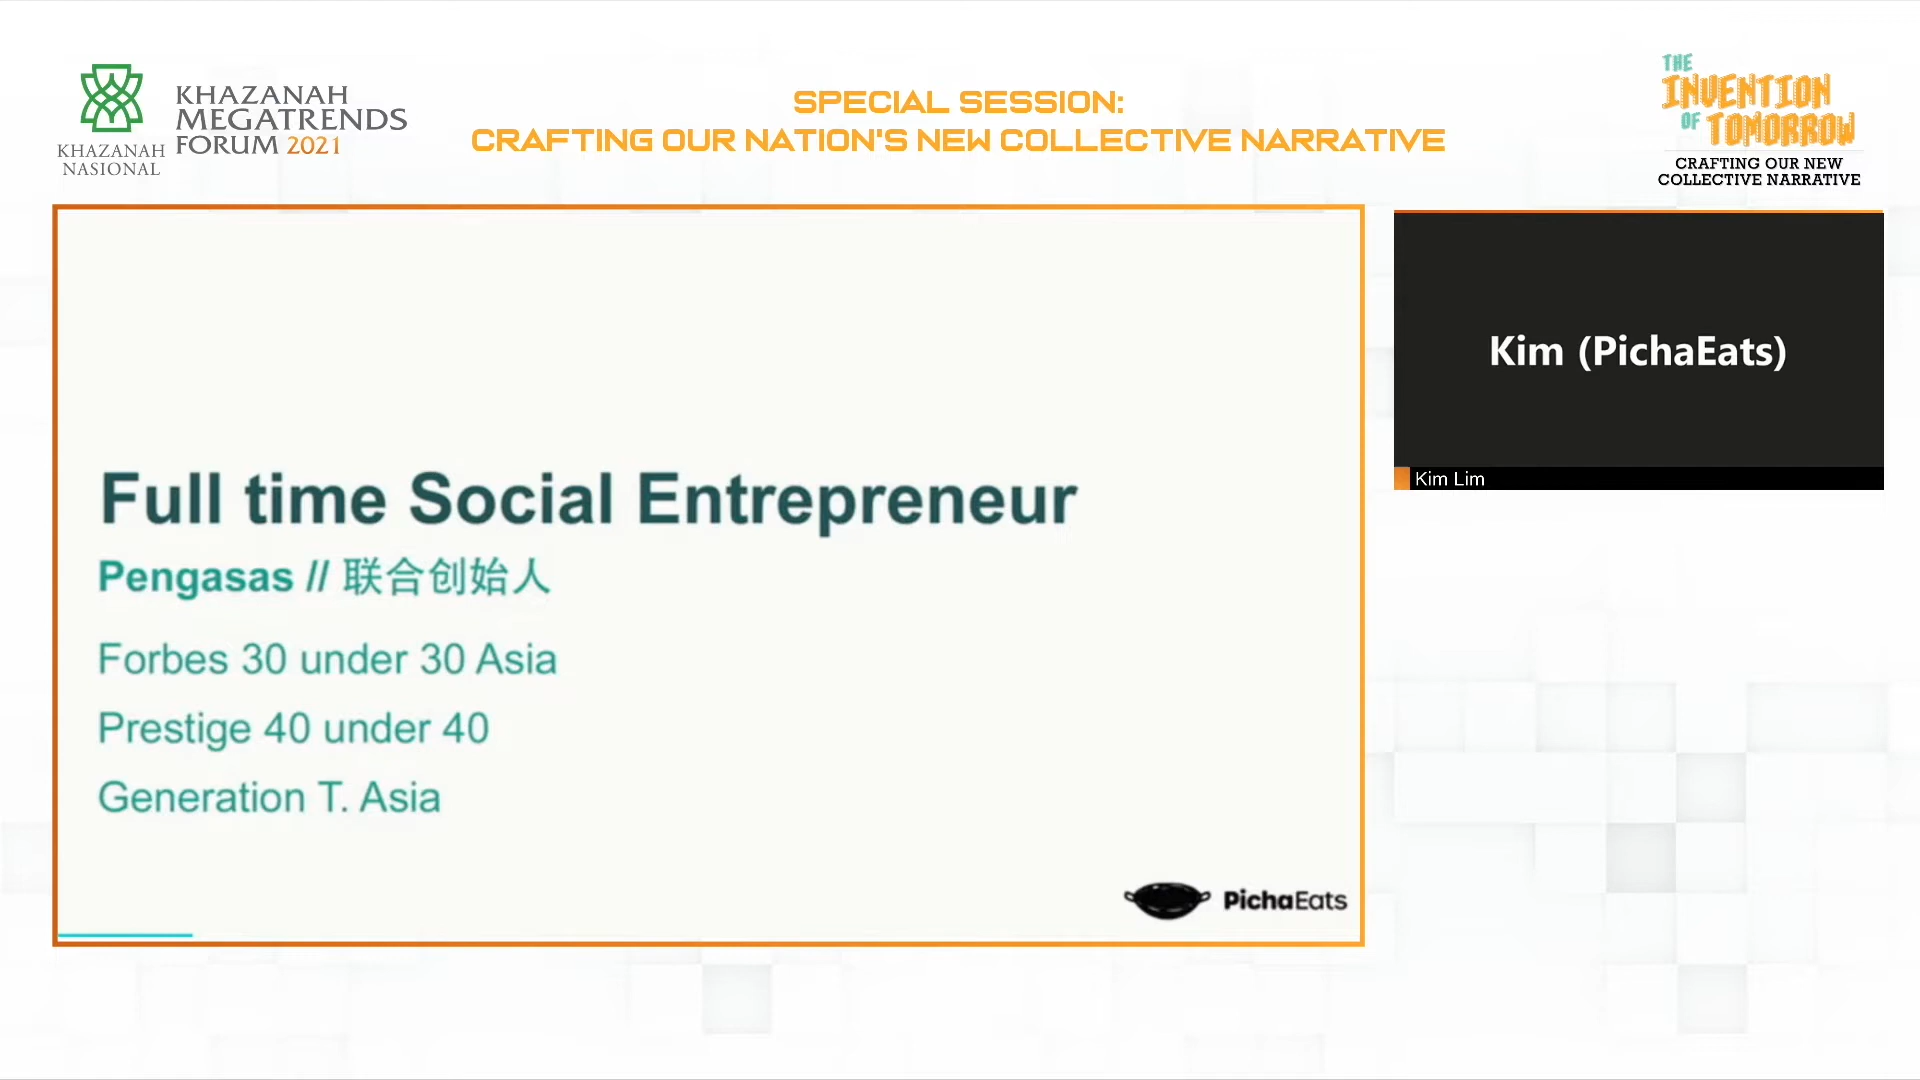 KHAZANAH
NASIONAL
KHAZANAH
MEGATRENDS
FORUM 2021
SPECIAL SESSION:
CRAFTING OUR NATION'S NEW COLLECTIVE NARRATIVE
THE
INVENTION
OF TOMORROW
CRAFTING OUR NEW
COLLECTIVE NARRATIVE
Full time Social Entrepreneur
Pengasas // 联合创始人
Forbes 30 under 30 Asia
Prestige 40 under 40
Generation T. Asia
PichaEats
Kim (PichaEats)
Kim Lim